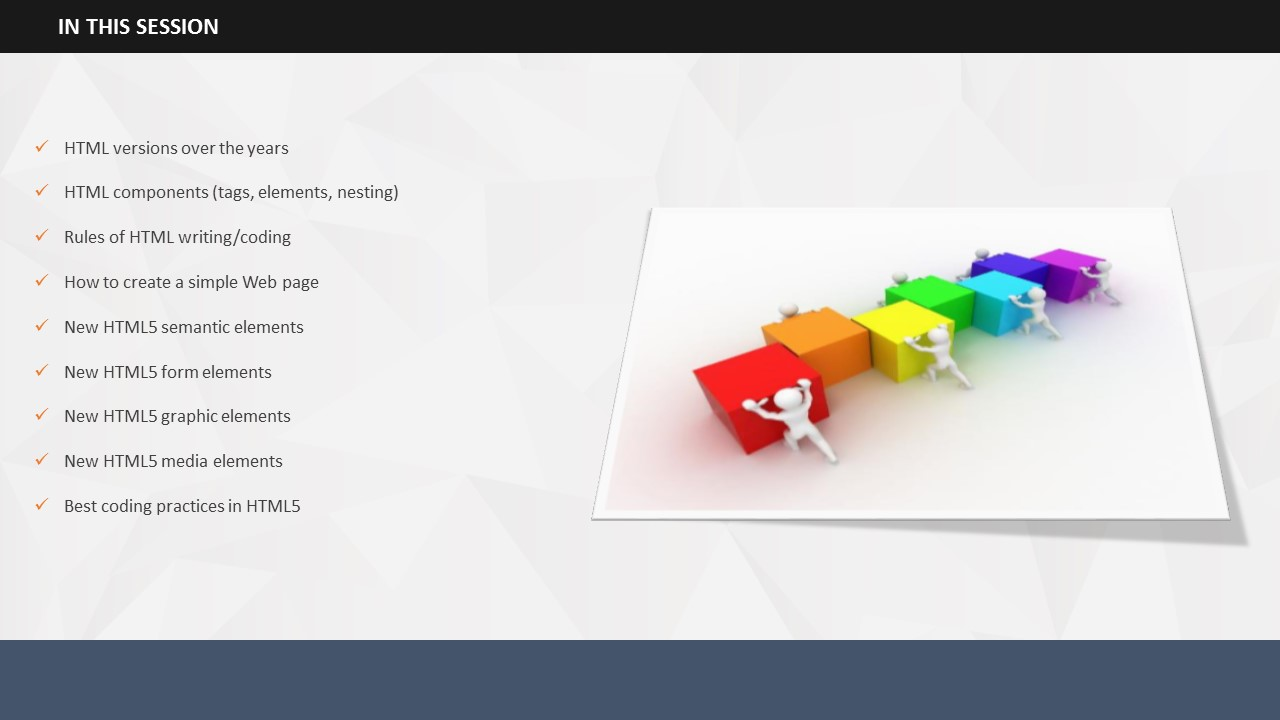 IN THIS SESSION
HTML versions over the years
HTML components (tags, elements, nesting)
Rules of HTML writing/coding
How to create a simple Web page
New HTML5 semantic elements
New HTML5 form elements
New HTML5 graphic elements
New HTML5 media elements
Best coding practices in HTML5